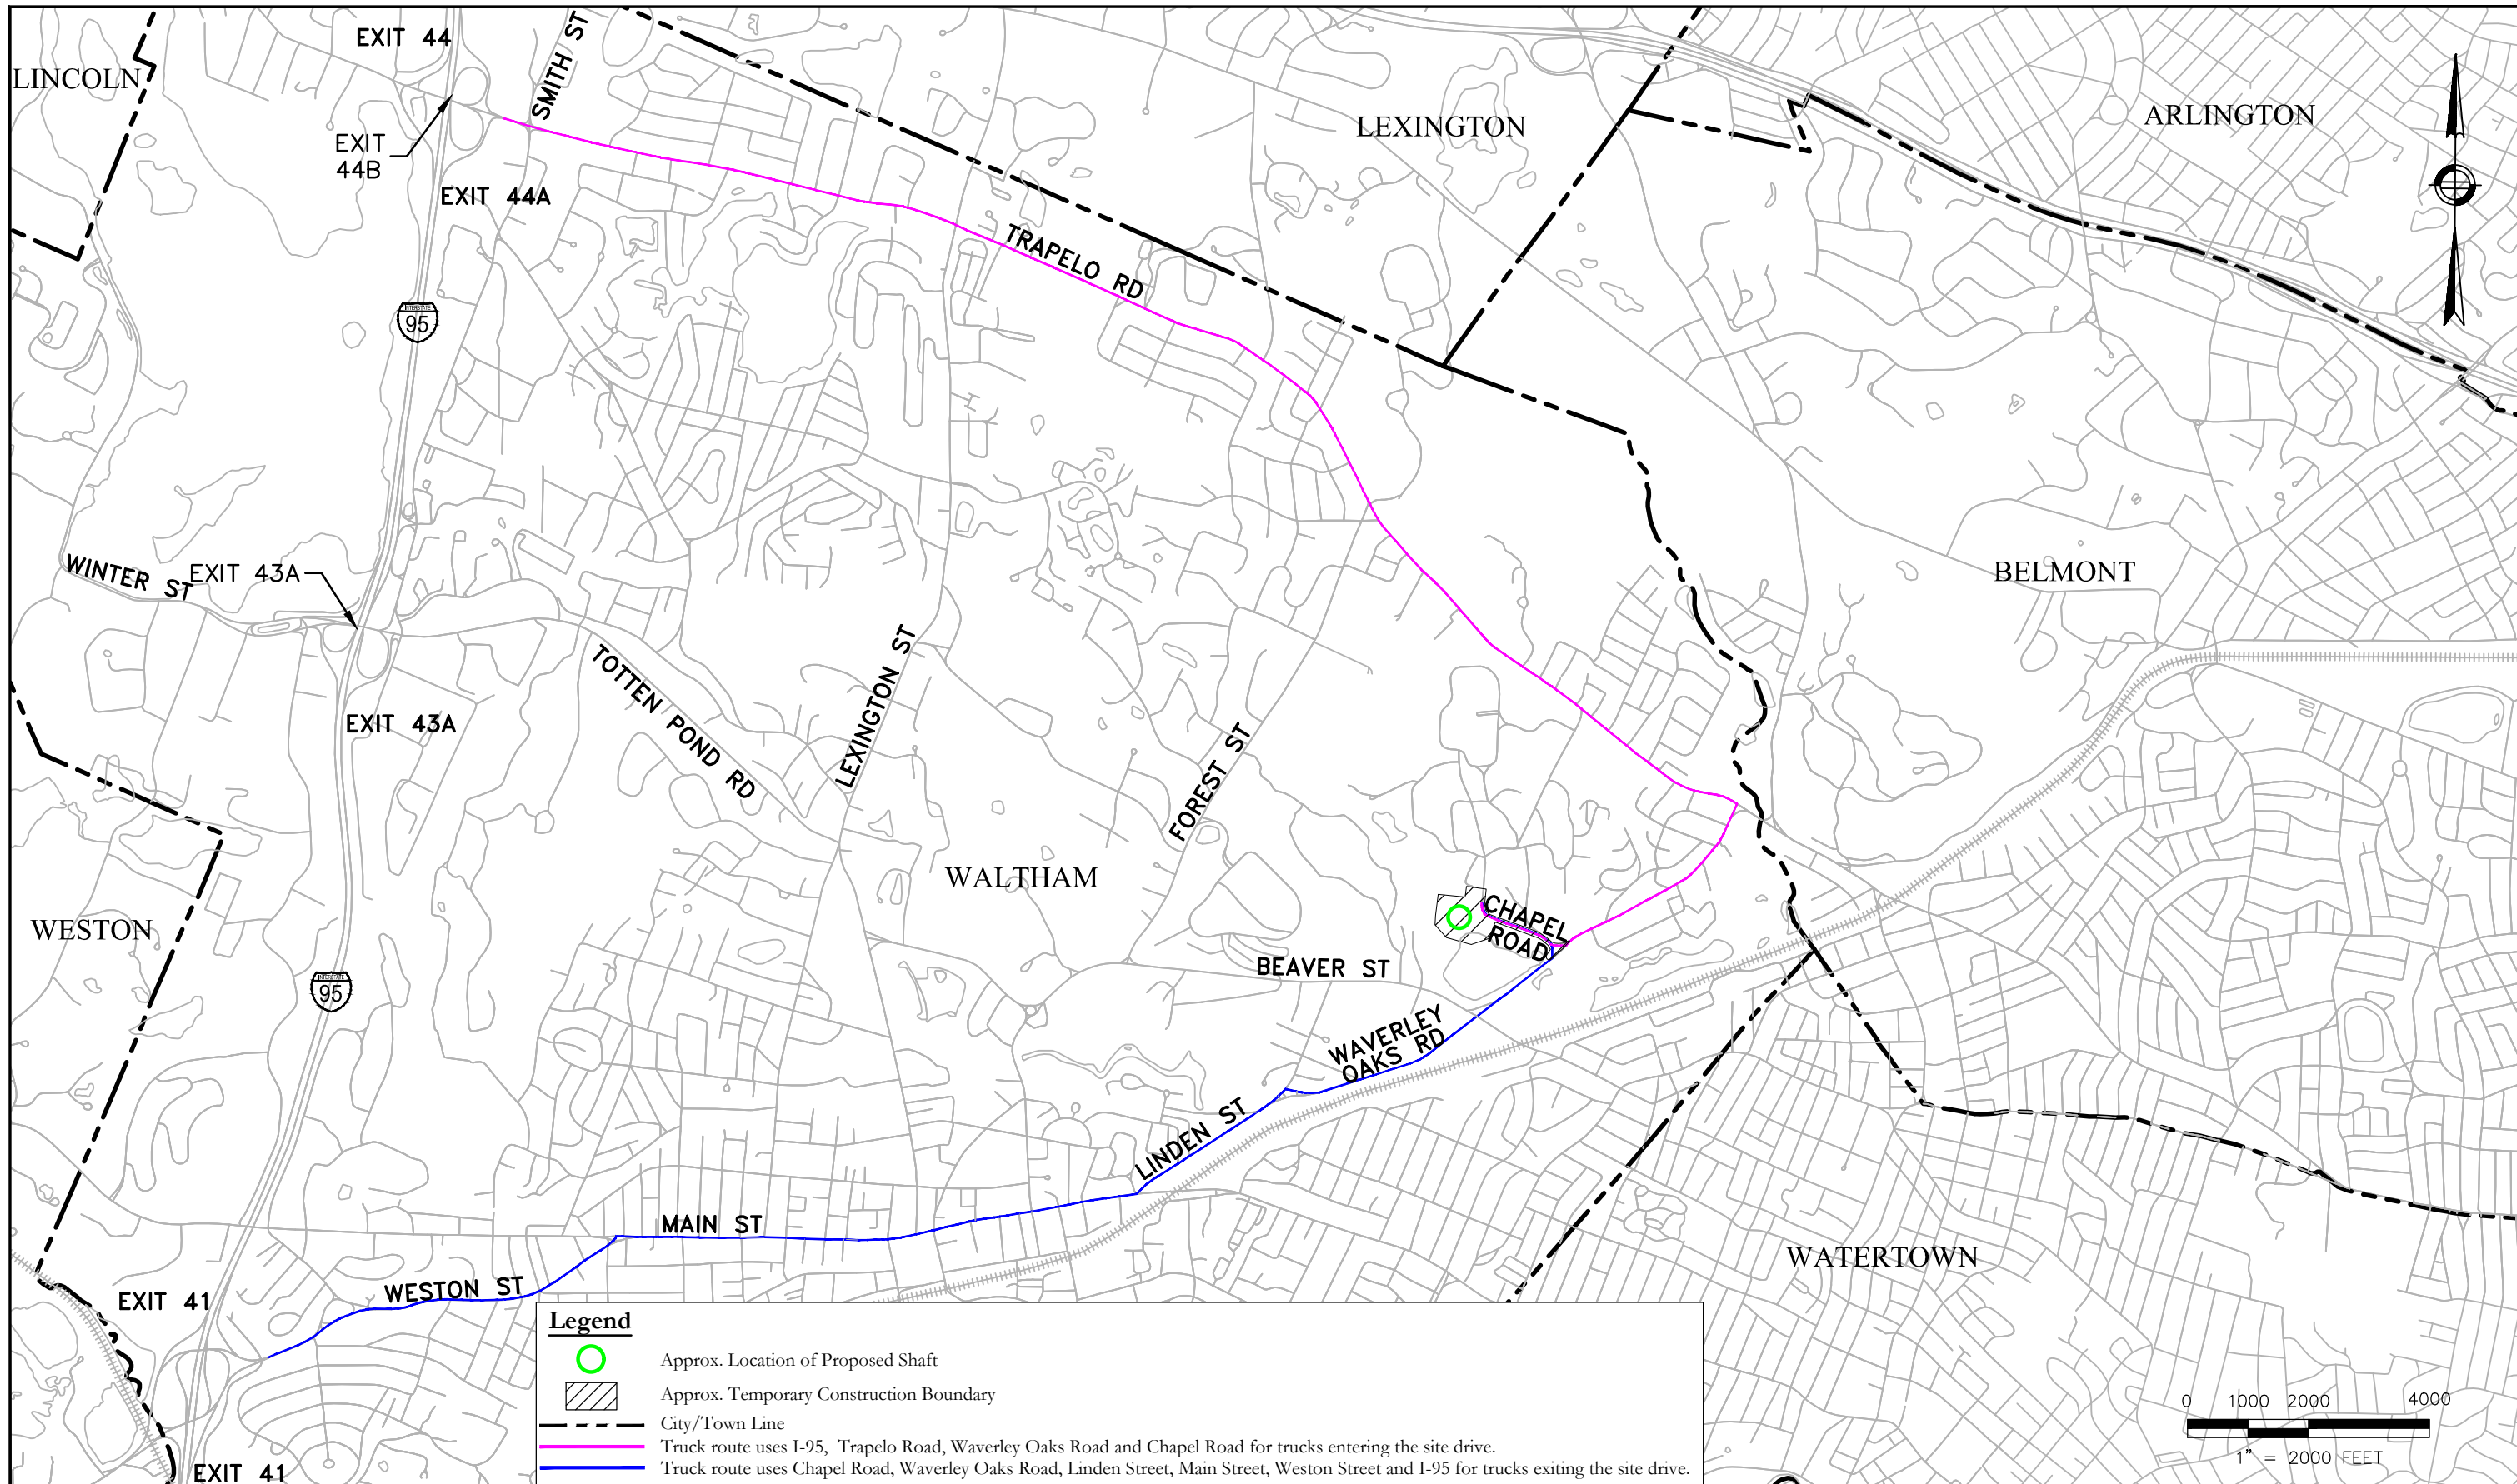 EXIT 44
SMITH ST
LINCOLN
EXIT
44B
EXIT 44A
LEXINGTON
ARLINGTON
TRAPELO RD
95
WINTER ST
EXIT 43A
BELMONT
TOTTEN POND RD
LEXINGTON ST
EXIT 43A
FOREST ST
WALTHAM
WESTON
CHAPEL
ROAD
BEAVER ST
95
WAVERLEY
OAKS RD
LINDEN ST
MAIN ST
WATERTOWN
WESTON ST
EXIT 41
EXIT 41
Legend
Approx. Location of Proposed Shaft
Approx. Temporary Construction Boundary
City/Town Line
Truck route uses I-95, Trapelo Road, Waverley Oaks Road and Chapel Road for trucks entering the site drive.
Truck route uses Chapel Road, Waverley Oaks Road, Linden Street, Main Street, Weston Street and I-95 for trucks exiting the site drive.
0 1000 2000 4000
1" = 2000 FEET